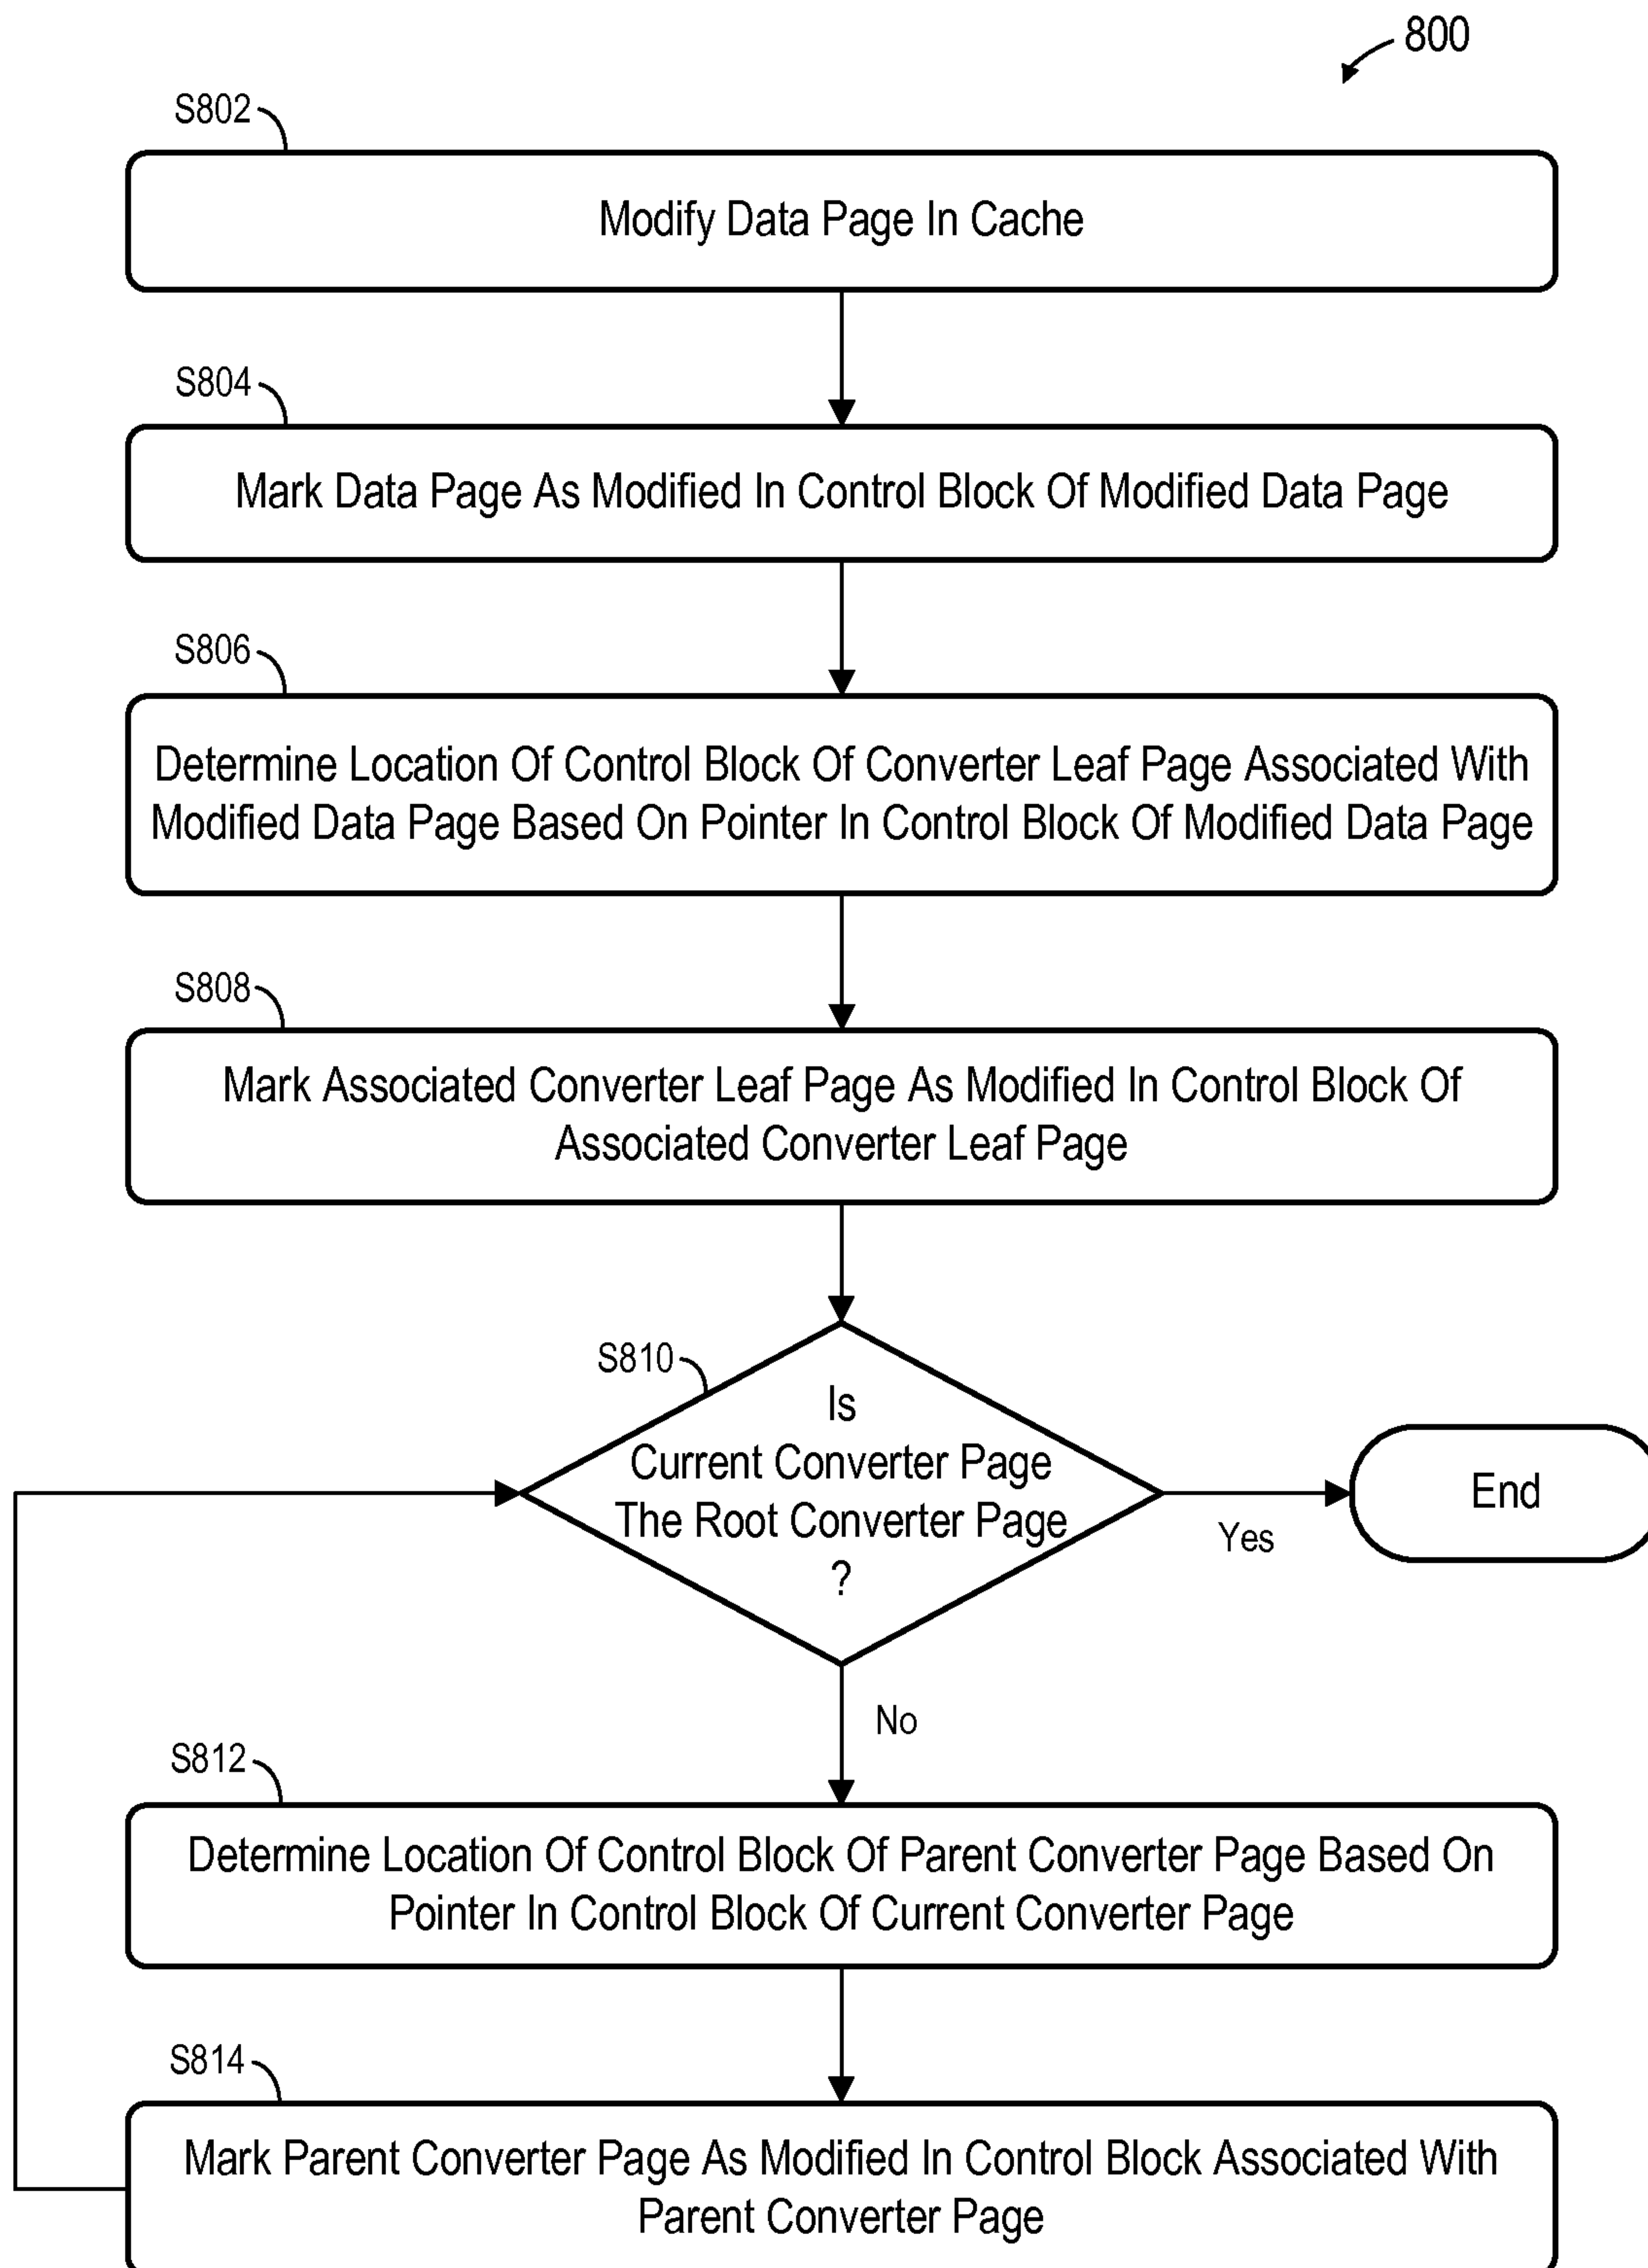 800
S802
Modify Data Page In Cache
S804
Mark Data Page As Modified In Control Block Of Modified Data Page
S806
Determine Location Of Control Block Of Converter Leaf Page Associated With
Modified Data Page Based On Pointer In Control Block Of Modified Data Page
S808
Mark Associated Converter Leaf Page As Modified In Control Block Of
Associated Converter Leaf Page
S810
Is
Current Converter Page
The Root Converter Page
?
Yes
End
No
S812
Determine Location Of Control Block Of Parent Converter Page Based On
Pointer In Control Block Of Current Converter Page
S814
Mark Parent Converter Page As Modified In Control Block Associated With
Parent Converter Page